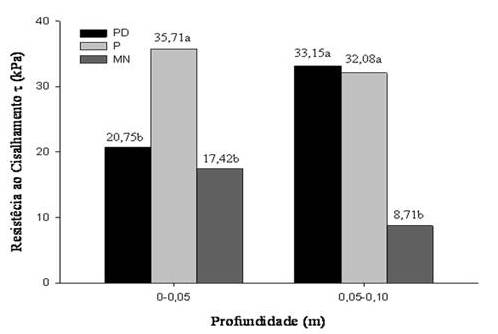 40
30
20
10
0
Resistêcia ao Cisalhamento τ (kPa)
PD
P
MN
20,75b
35,71a
17,42b
33,15a
32,08a
8,71b
0-0,05
0,05-0,10
Profundidade (m)